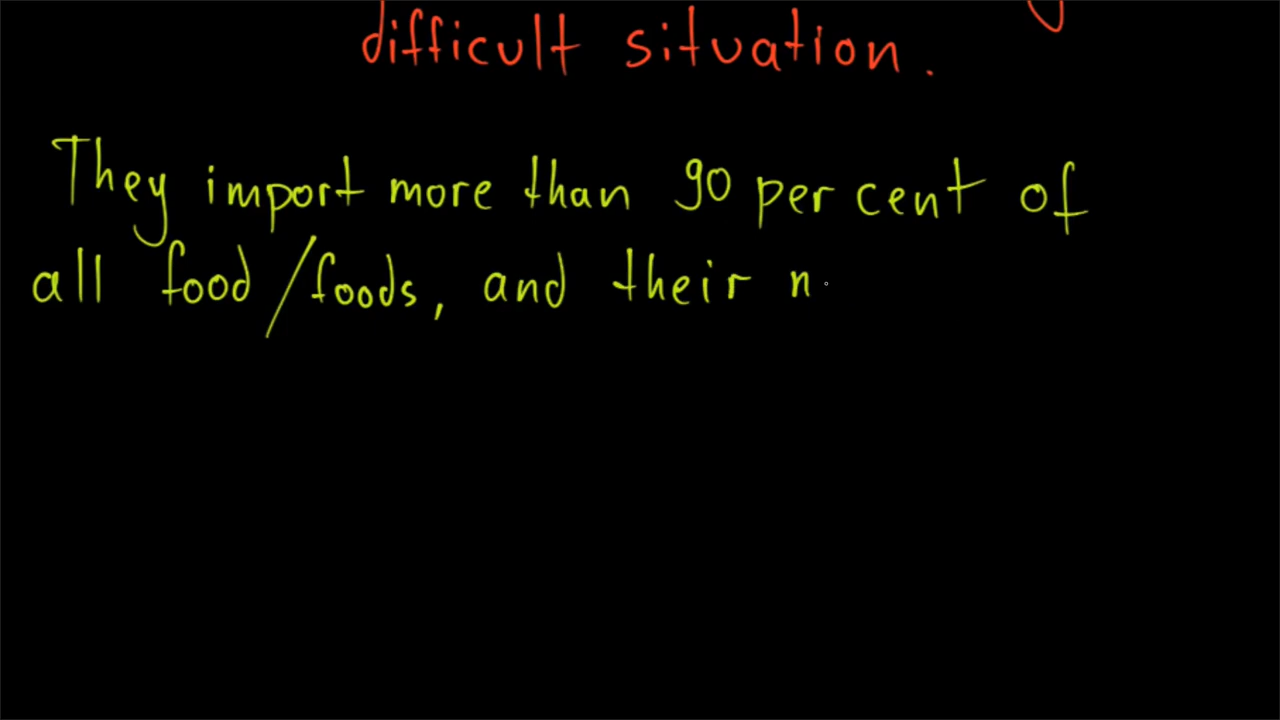 difficult situation.
They import more than 90 per cent of
all food/foods, and their n